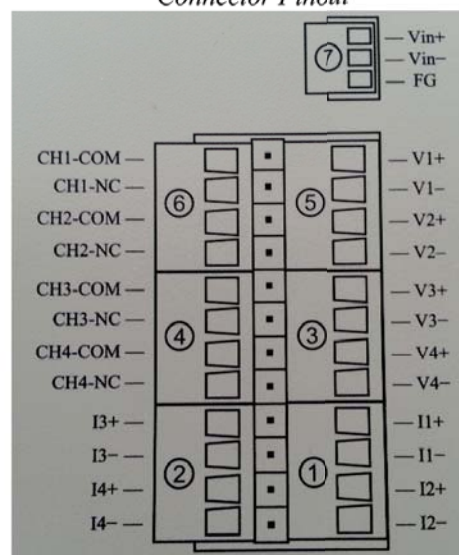 Connector Pinout
7
Vin+
Vin−
FG
CH1-COM
CH1-NC
CH2-COM
CH2-NC
6
5
V1+
V1−
V2+
V2−
CH3-COM
CH3-NC
CH4-COM
CH4-NC
4
3
V3+
V3−
V4+
V4−
I3+
I3−
I4+
I4−
2
1
I1+
I1−
I2+
I2−